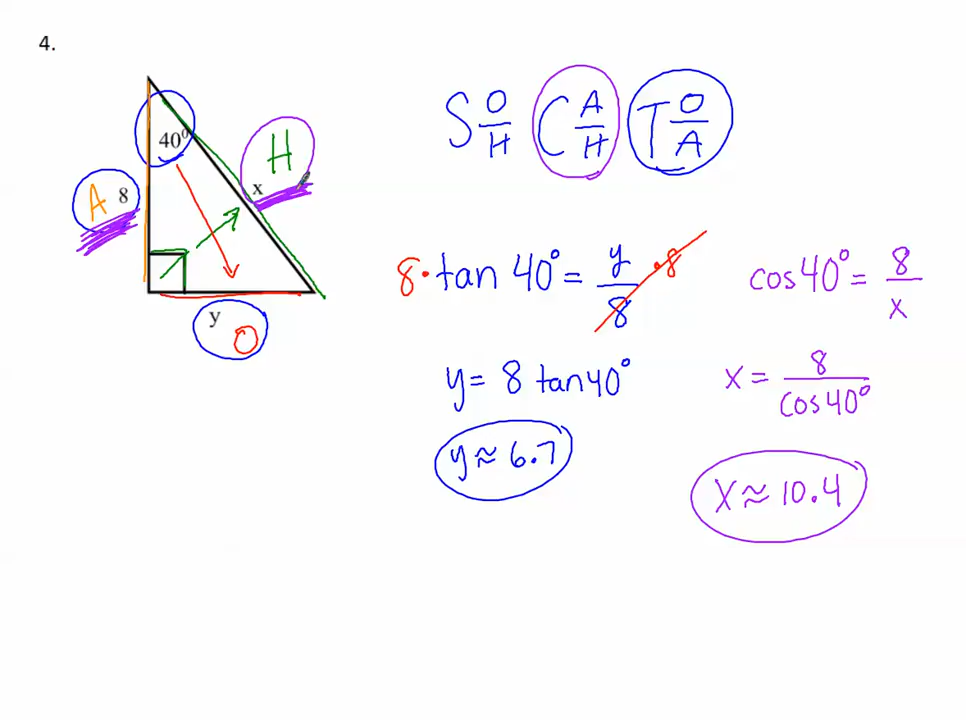 4.
S O/H C A/H T O/A
40⁰
H
A 8
x
y
O
8 · tan 40° = y/8 · 8
cos 40° = 8/x
y = 8 tan 40°
x = 8/cos 40°
y ≈ 6.7
x ≈ 10.4